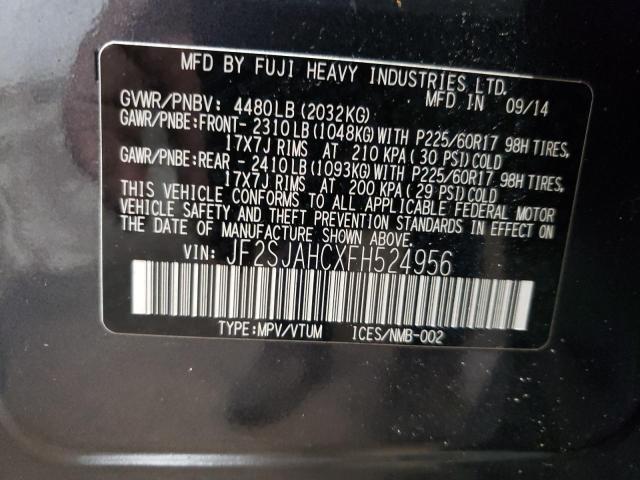 MFD BY FUJI HEAVY INDUSTRIES,LTD.
MFD IN 09/14
GVWR/PNBV: 4480LB(2032KG)
GAWR/PNBE:FRONT- 2310LB(1048KG)WITH P225/60R17 98H TIRES,
17X7J RIMS AT 210 KPA(30 PSI)COLD
GAWR/PNBE:REAR - 2410LB(1093KG)WITH P225/60R17 98H TIRES,
17X7J RIMS AT 200 KPA(29 PSI)COLD
THIS VEHICLE CONFORMS TO ALL APPLICABLE FEDERAL MOTOR
VEHICLE SAFETY AND THEFT PREVENTION STANDARDS IN EFFECT ON
THE DATE OF MANUFACTURE SHOWN ABOVE.
VIN: JF2SJAHCXFH524956
TYPE:MPV/VTUM ICES/NMB-002